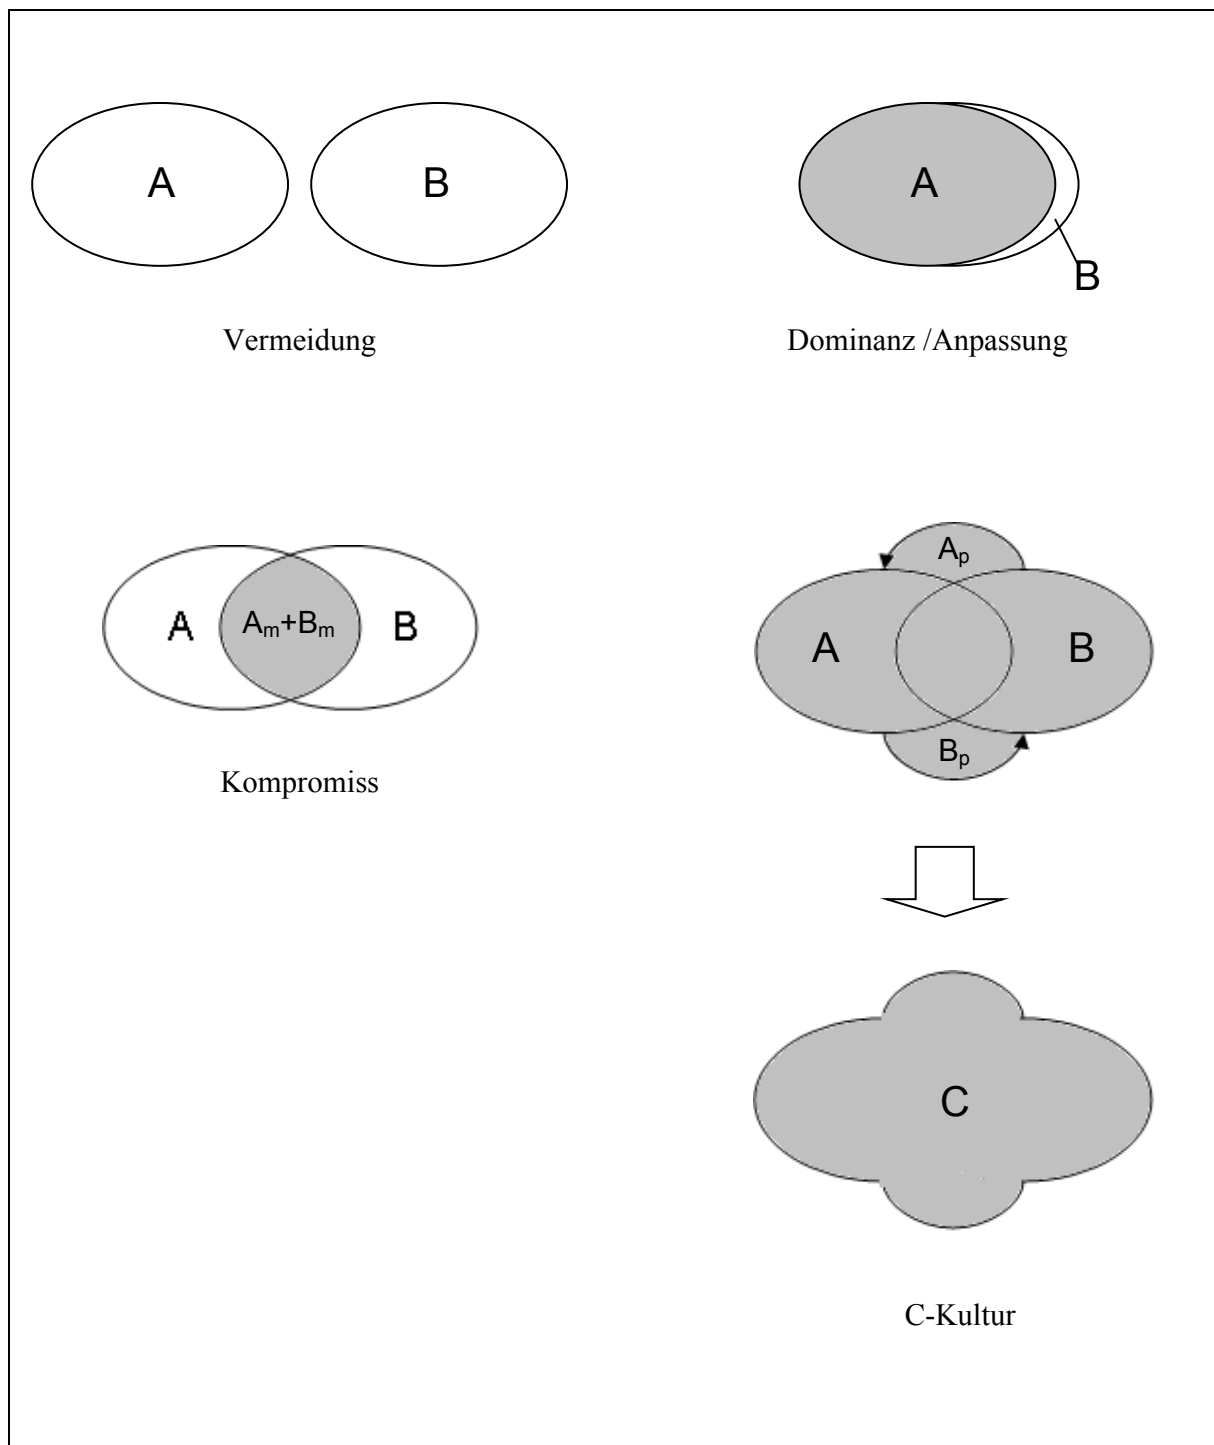 A B
A
B
Vermeidung
Dominanz /Anpassung
A Aₘ+Bₘ B
Kompromiss
Aₚ
A B
Bₚ
C
C-Kultur